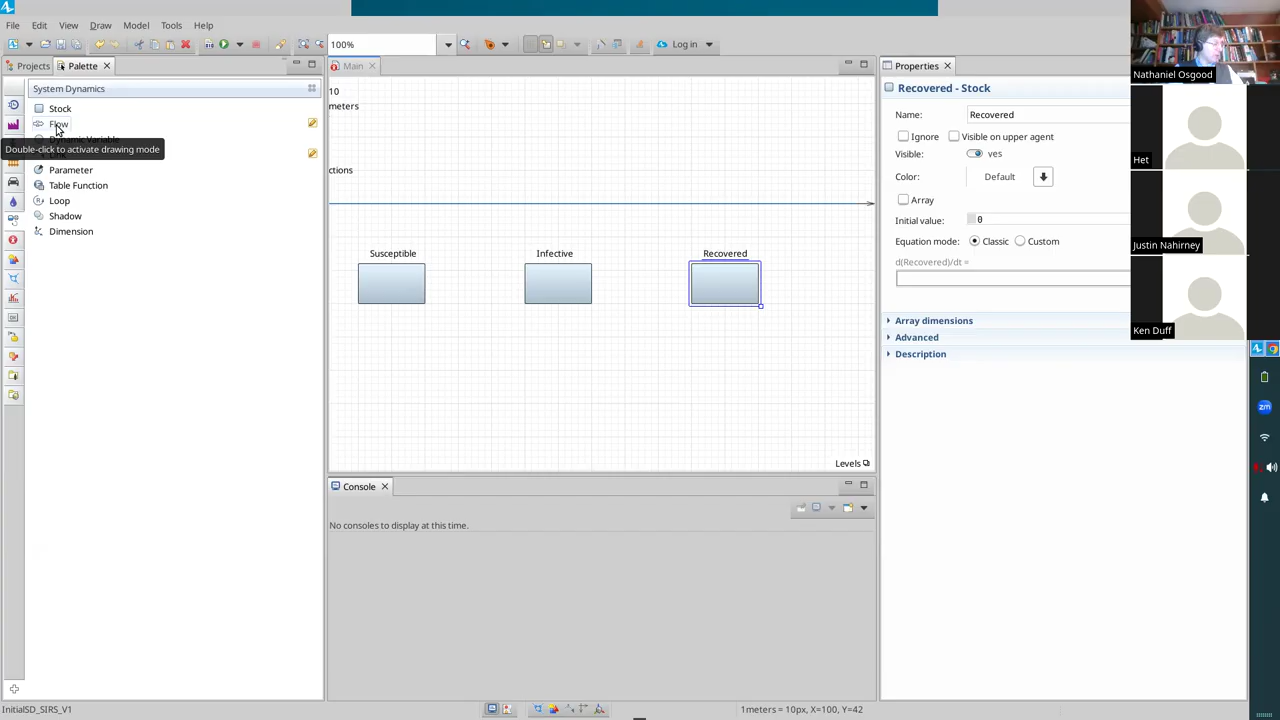 File Edit View Draw Model Tools Help
100%
Log in
Projects
Palette
Main
Properties
System Dynamics
Stock
Flow
Dynamic Variable
Double-click to activate drawing mode
Parameter
Table Function
Loop
Shadow
Dimension
10
meters
ctions
Susceptible
Infective
Recovered
Levels
Console
No consoles to display at this time.
Recovered - Stock
Name:
Recovered
Ignore
Visible on upper agent
Visible:
yes
Color:
Default
Array
Initial value:
0
Equation mode:
Classic
Custom
d(Recovered)/dt =
Array dimensions
Advanced
Description
Nathaniel Osgood
Het
Justin Nahirney
Ken Duff
zm
InitialSD_SIRS_V1
1meters = 10px, X=100, Y=42